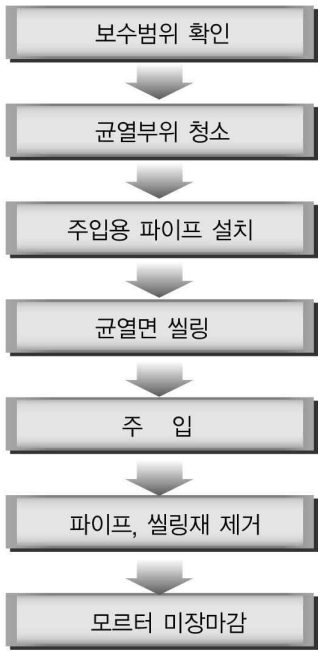 보수범위 확인
균열부위 청소
주입용 파이프 설치
균열면 씰링
주 입
파이프, 씰링재 제거
모르터 미장마감